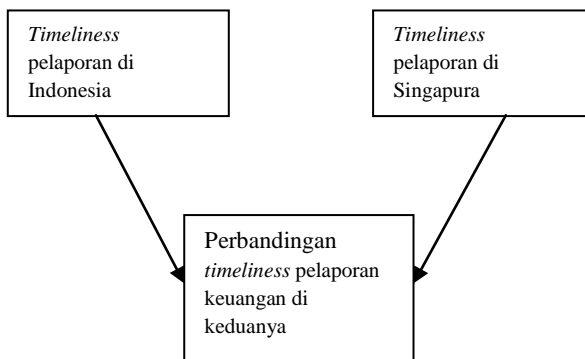 Timeliness
pelaporan di
Indonesia
Timeliness
pelaporan di
Singapura
Perbandingan
timeliness pelaporan
keuangan di
keduanya